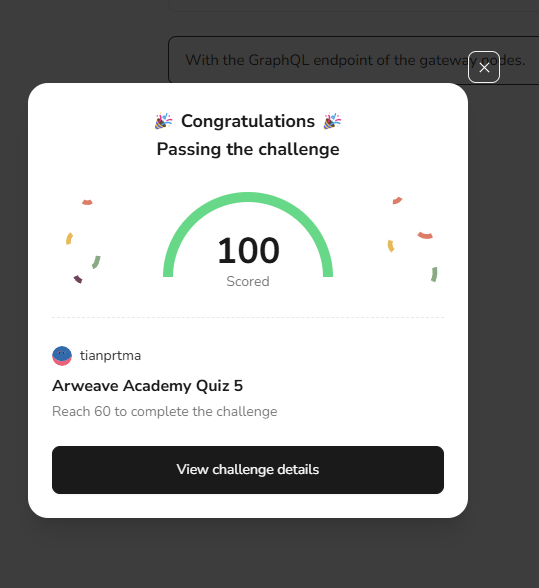 With the GraphQL endpoint of the gateway nodes.
Congratulations
Passing the challenge
100
Scored
tianprtma
Arweave Academy Quiz 5
Reach 60 to complete the challenge
View challenge details